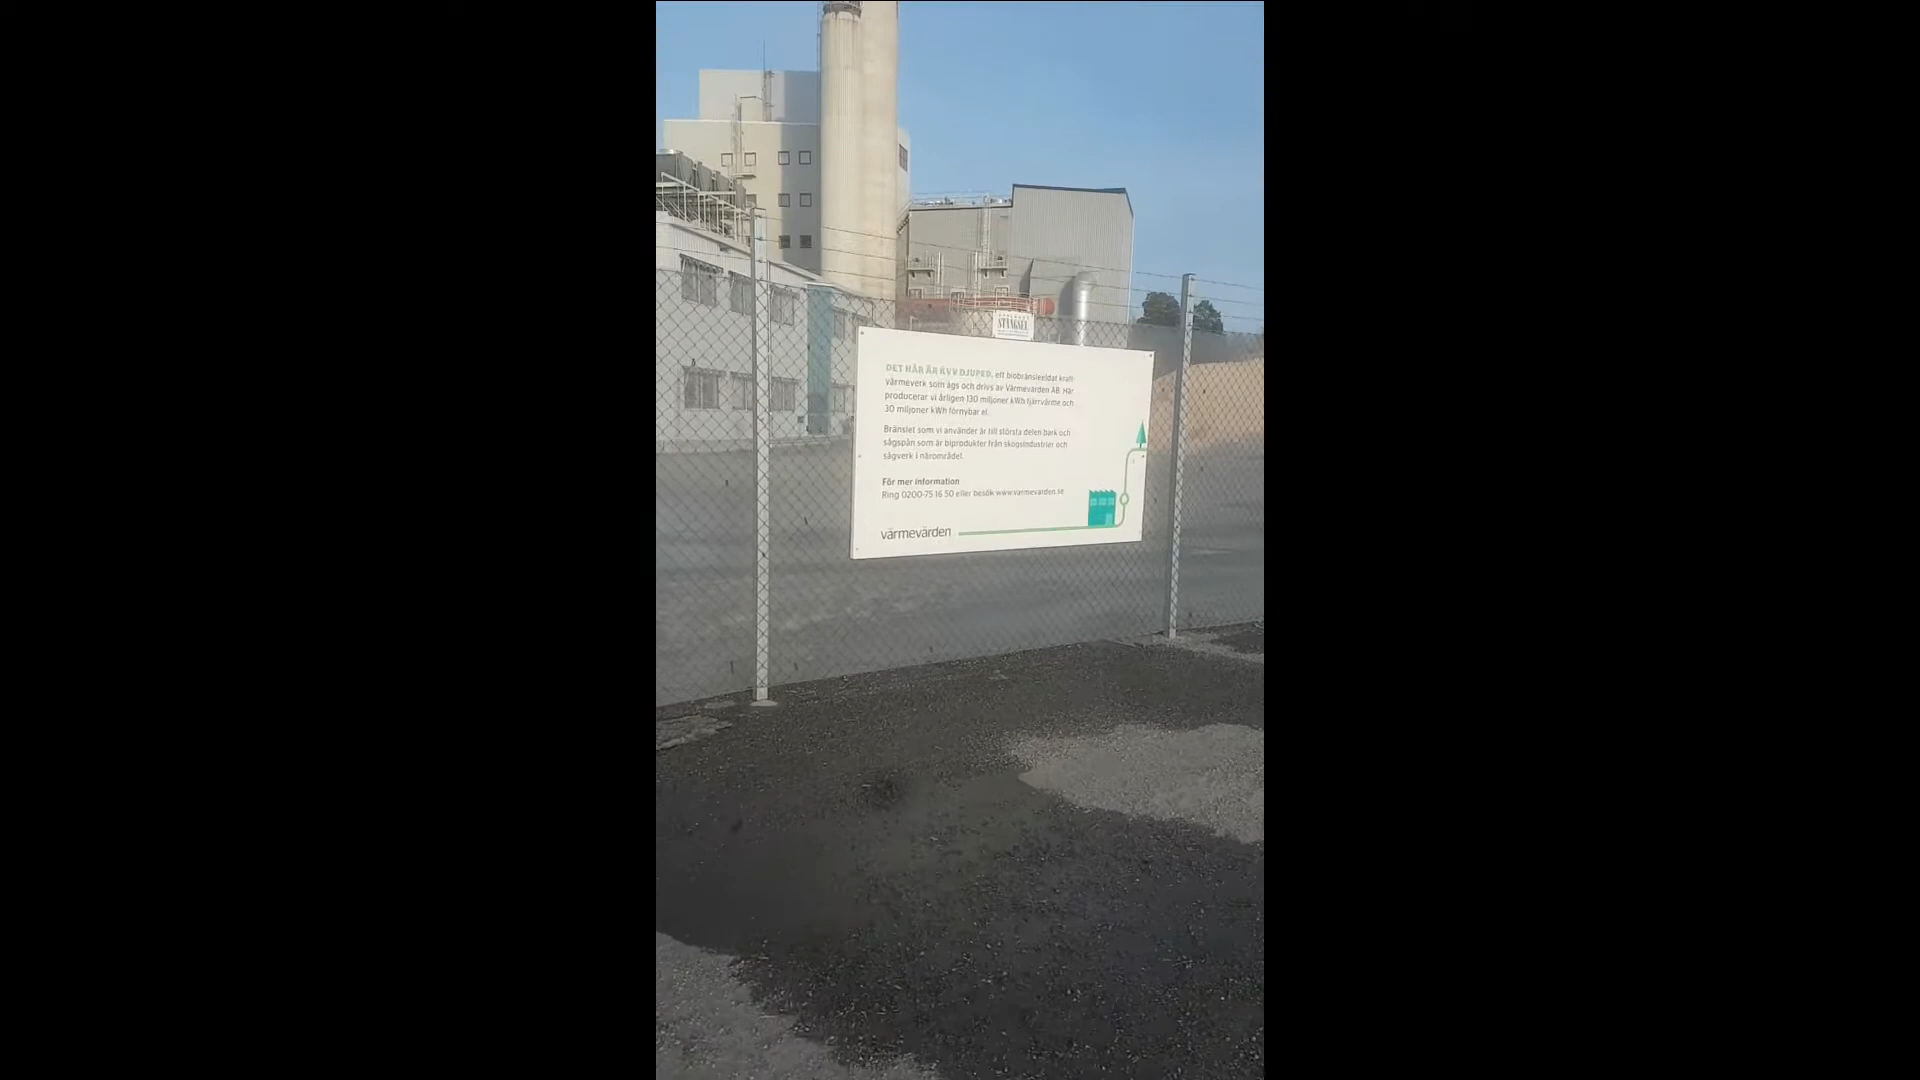 STÄNGSEL
DET HÄR ÄR KVV DJUPED, ett biobränsleeldat kraft-
värmeverk som ägs och drivs av Värmevärden AB. Här
producerar vi årligen 130 miljoner kWh fjärrvärme och
30 miljoner kWh förnybar el.
Bränslet som vi använder är till största delen bark och
sågspån som är biprodukter från skogsindustrier och
sågverk i närområdet.
För mer information
Ring 0200-75 16 50 eller besök www.varmevarden.se
värmevärden